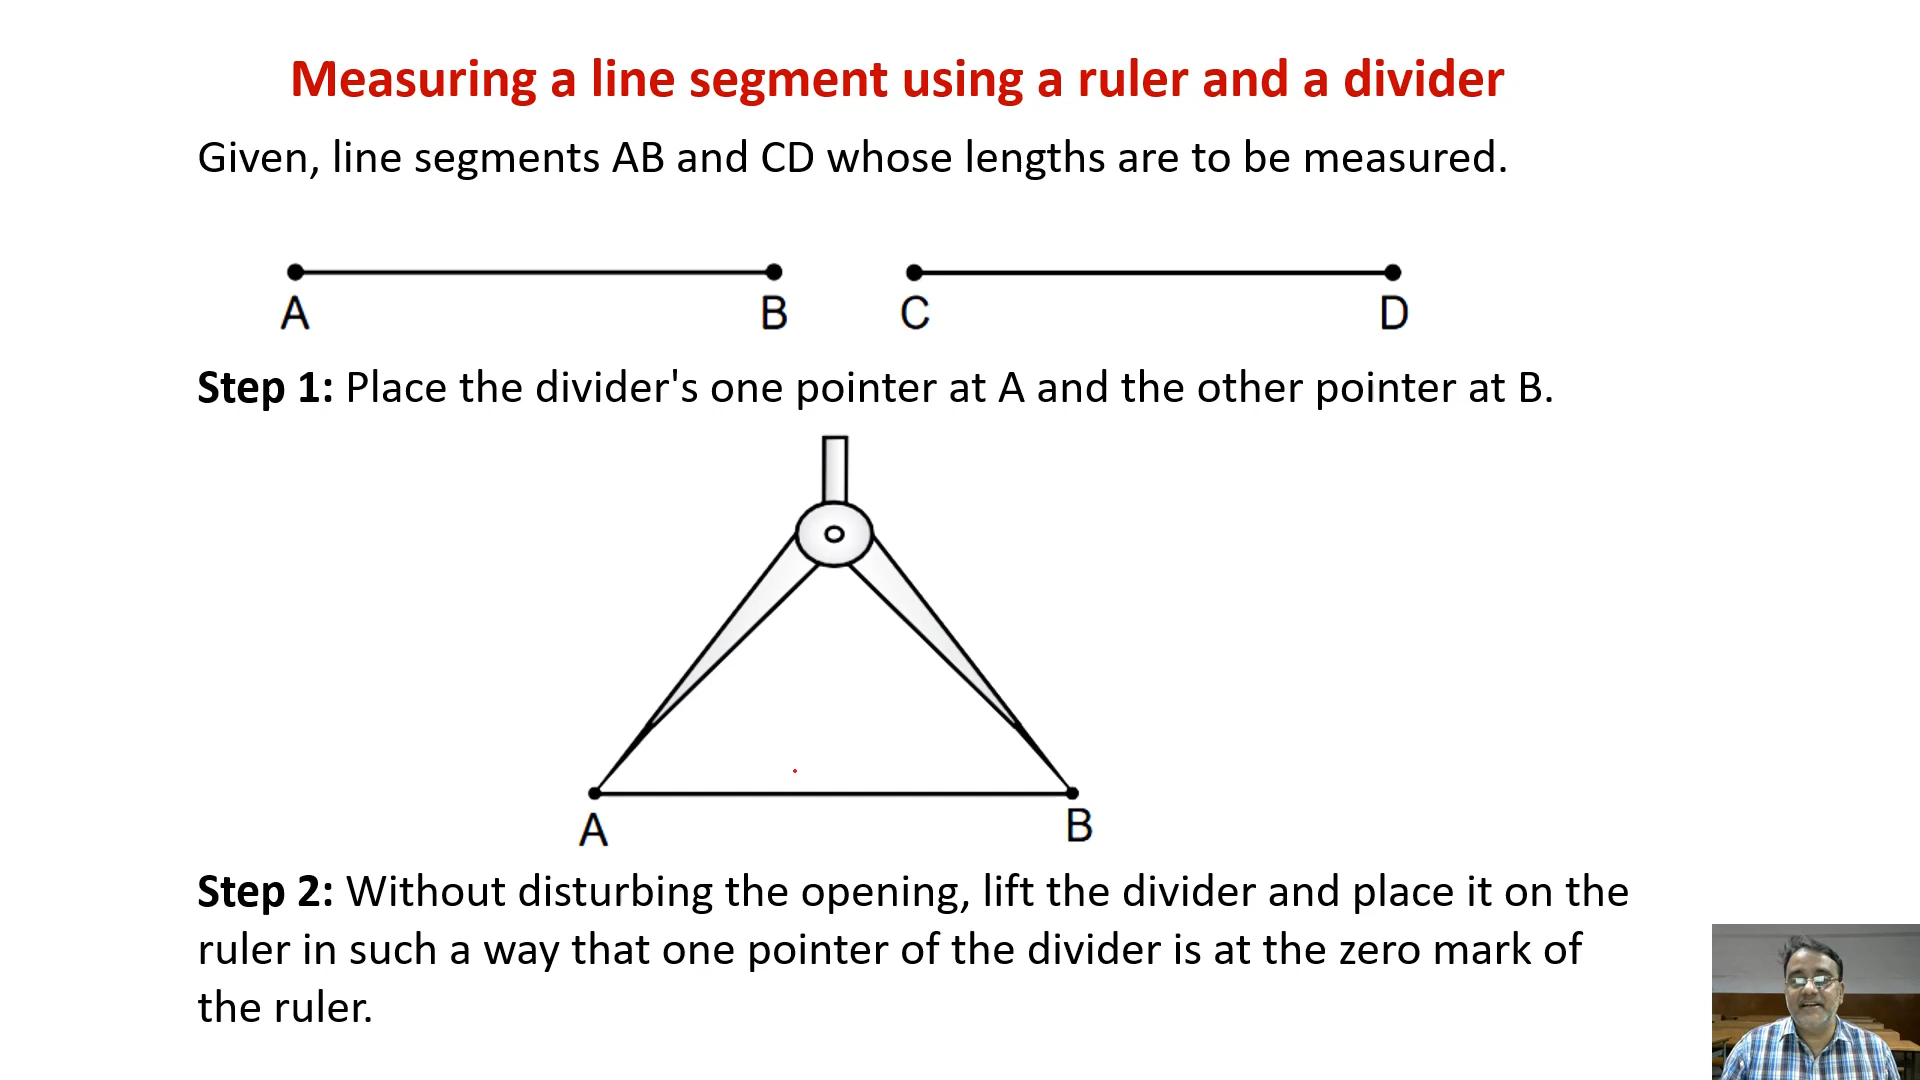 Measuring a line segment using a ruler and a divider
Given, line segments AB and CD whose lengths are to be measured.
A B C D
Step 1: Place the divider's one pointer at A and the other pointer at B.
A B
Step 2: Without disturbing the opening, lift the divider and place it on the
ruler in such a way that one pointer of the divider is at the zero mark of
the ruler.